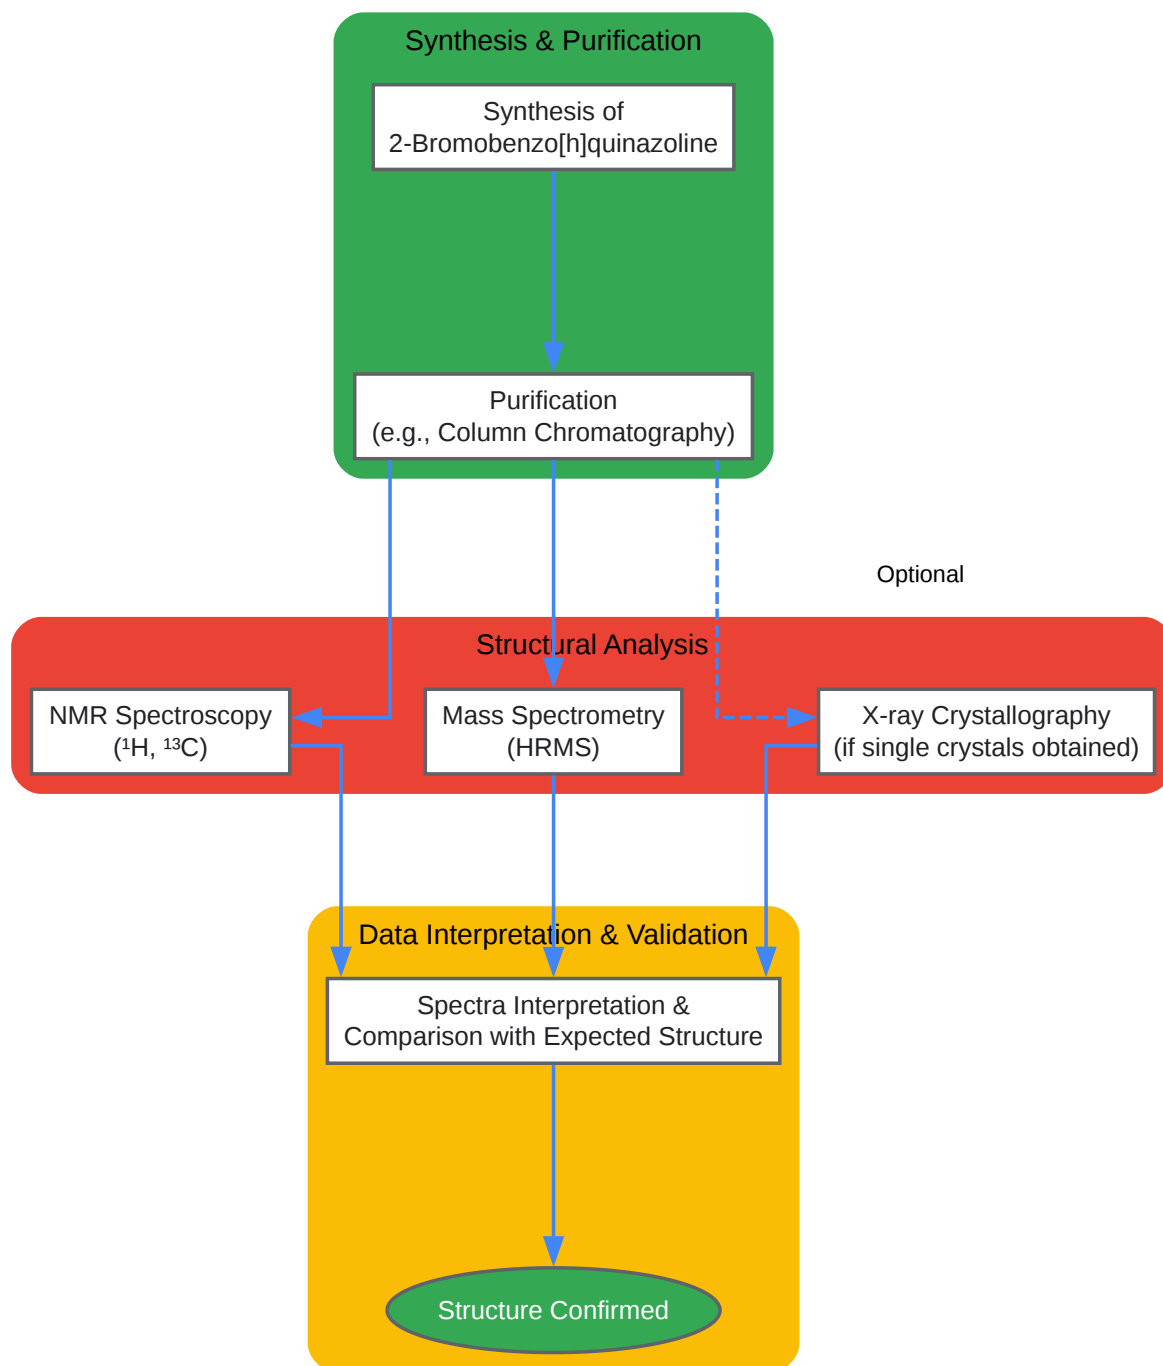 Synthesis & Purification
Synthesis of
2-Bromobenzo[h]quinazoline
Purification
(e.g., Column Chromatography)
Optional
Structural Analysis
NMR Spectroscopy
(¹H, ¹³C)
Mass Spectrometry
(HRMS)
X-ray Crystallography
(if single crystals obtained)
Data Interpretation & Validation
Spectra Interpretation &
Comparison with Expected Structure
Structure Confirmed